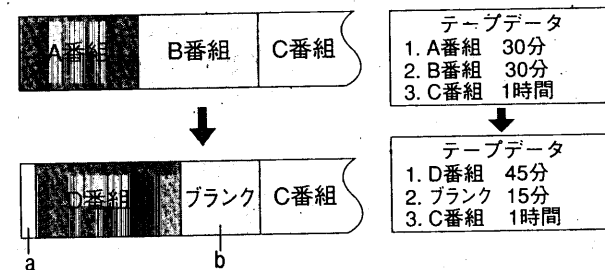 A番組 B番組 C番組
テープデータ
1. A番組 30分
2. B番組 30分
3. C番組 1時間
D番組 ブランク C番組
a b
テープデータ
1. D番組 45分
2. ブランク 15分
3. C番組 1時間